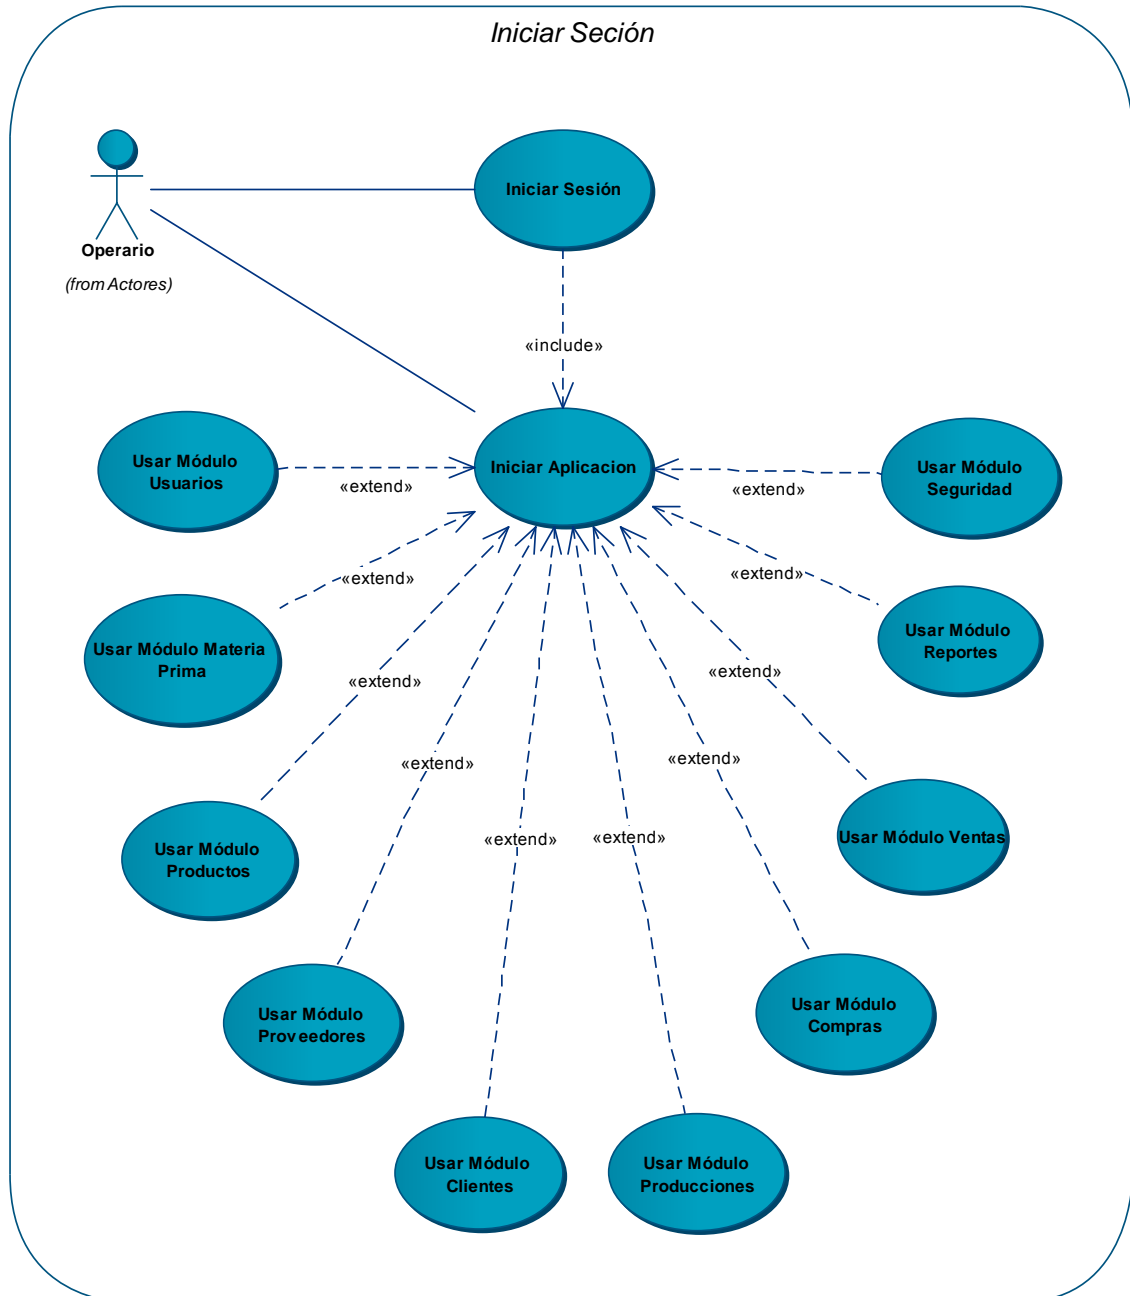 Iniciar Seción
Iniciar Sesión
Operario
(from Actores)
«include»
Usar Módulo
Usuarios
«extend»
Iniciar Aplicacion
«extend»
Usar Módulo
Seguridad
«extend»
«extend»
Usar Módulo Materia
Prima
Usar Módulo
Reportes
«extend»
«extend»
«extend»
«extend»
Usar Módulo
Productos
«extend»
«extend»
Usar Módulo Ventas
Usar Módulo
Proveedores
Usar Módulo
Compras
Usar Módulo
Clientes
Usar Módulo
Producciones